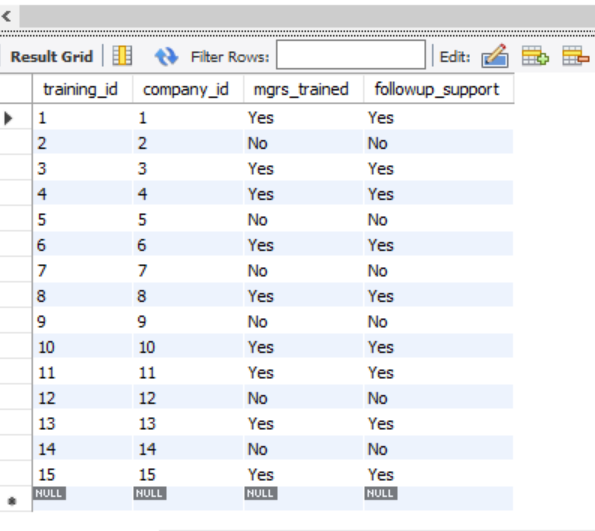 Result Grid Filter Rows: Edit:
training_id company_id mgrs_trained followup_support
1 1 Yes Yes
2 2 No No
3 3 Yes Yes
4 4 Yes Yes
5 5 No No
6 6 Yes Yes
7 7 No No
8 8 Yes Yes
9 9 No No
10 10 Yes Yes
11 11 Yes Yes
12 12 No No
13 13 Yes Yes
14 14 No No
15 15 Yes Yes
NULL NULL NULL NULL